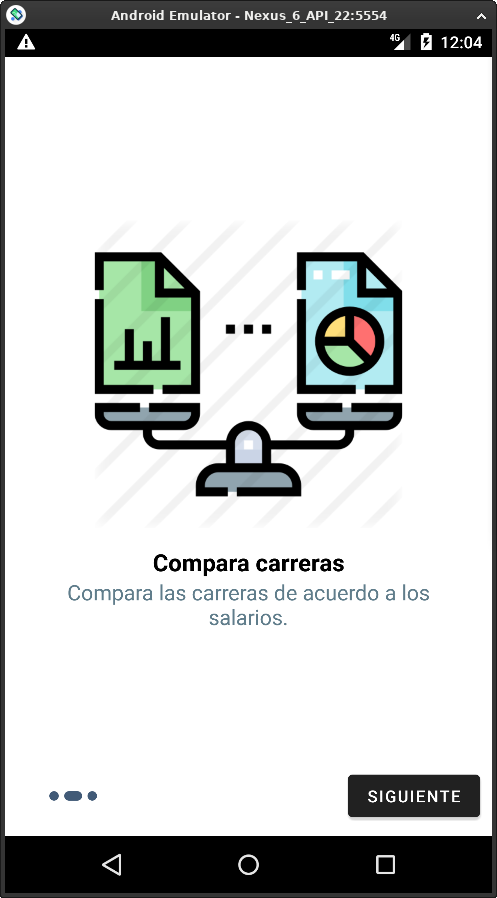 Android Emulator - Nexus_6_API_22:5554
4G
12:04
Compara carreras
Compara las carreras de acuerdo a los
salarios.
SIGUIENTE